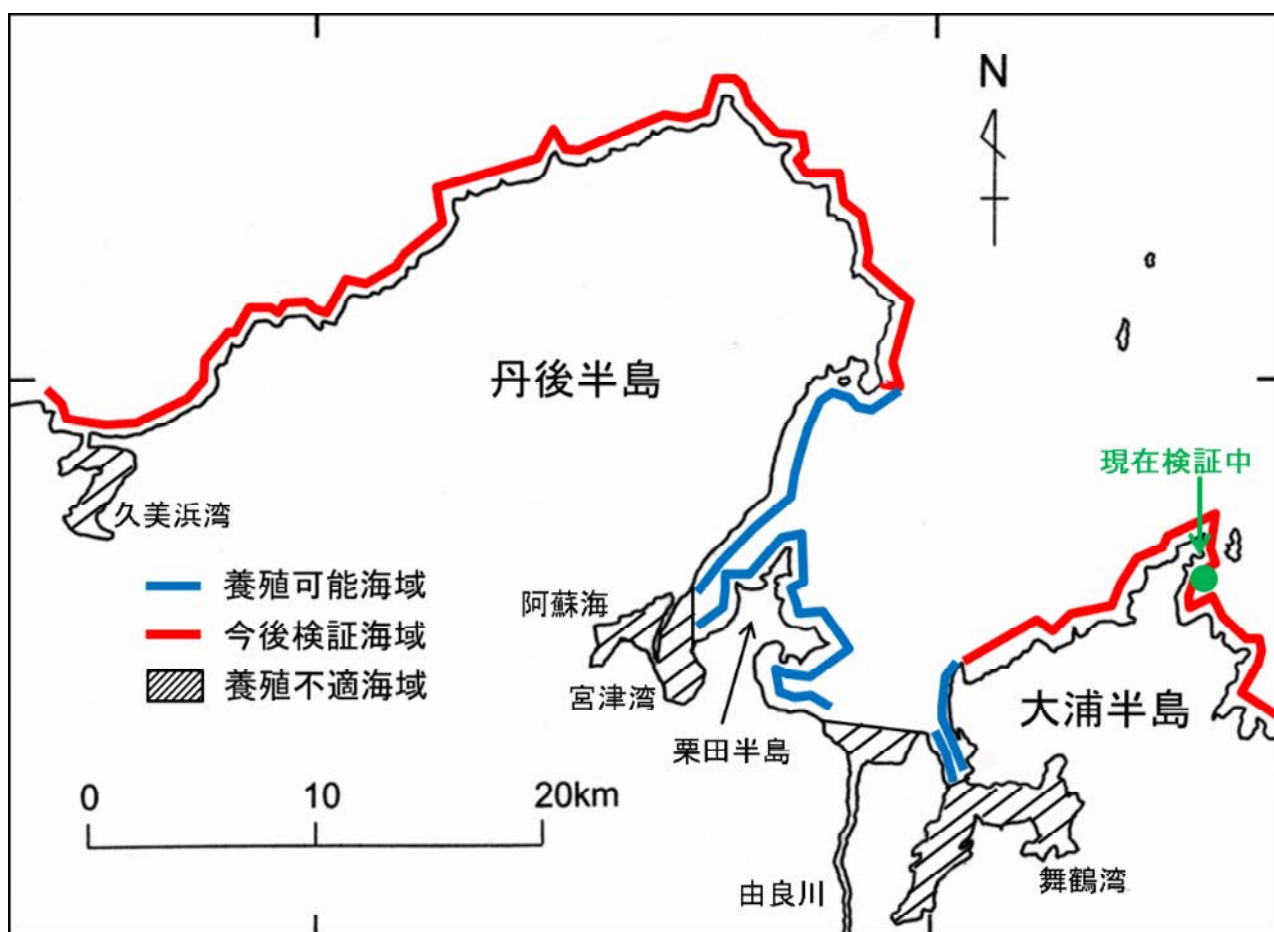 N
丹後半島
現在検証中
久美浜湾
養殖可能海域
阿蘇海
今後検証海域
養殖不適海域
宮津湾
大浦半島
栗田半島
0 10 20km
舞鶴湾
由良川